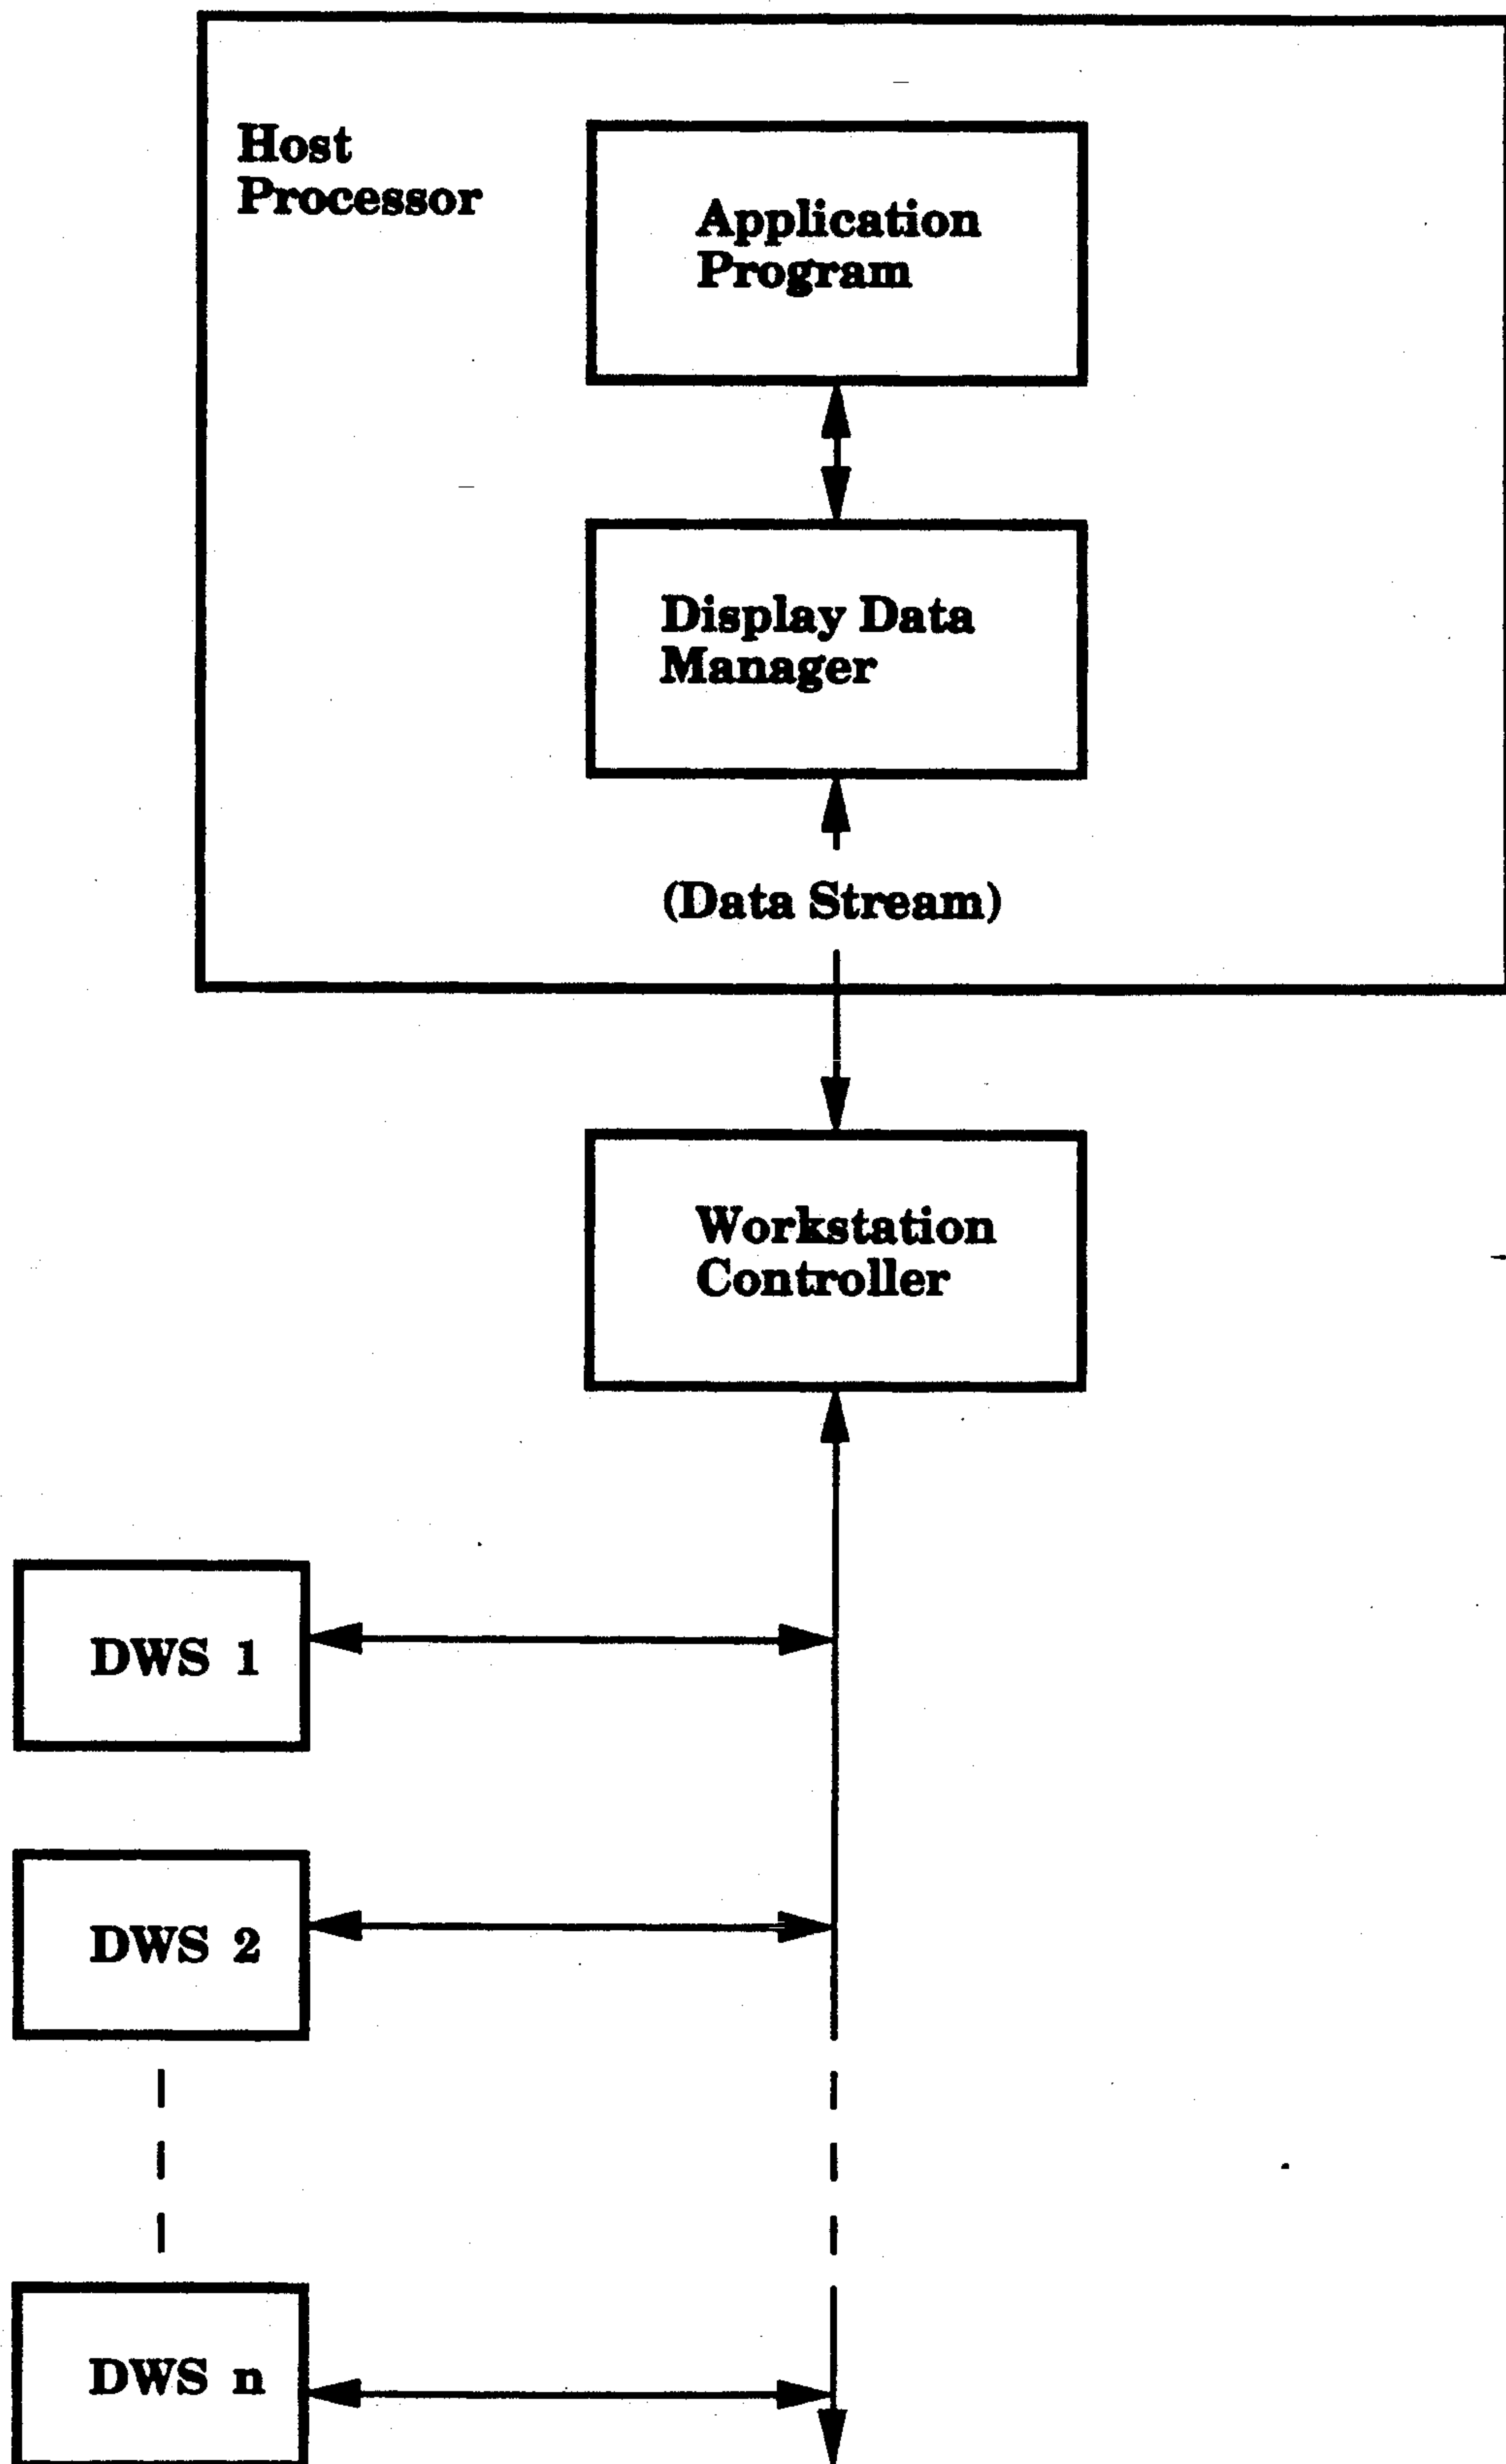 Host
Processor
Application
Program
Display Data
Manager
(Data Stream)
Workstation
Controller
DWS 1
DWS 2
DWS n